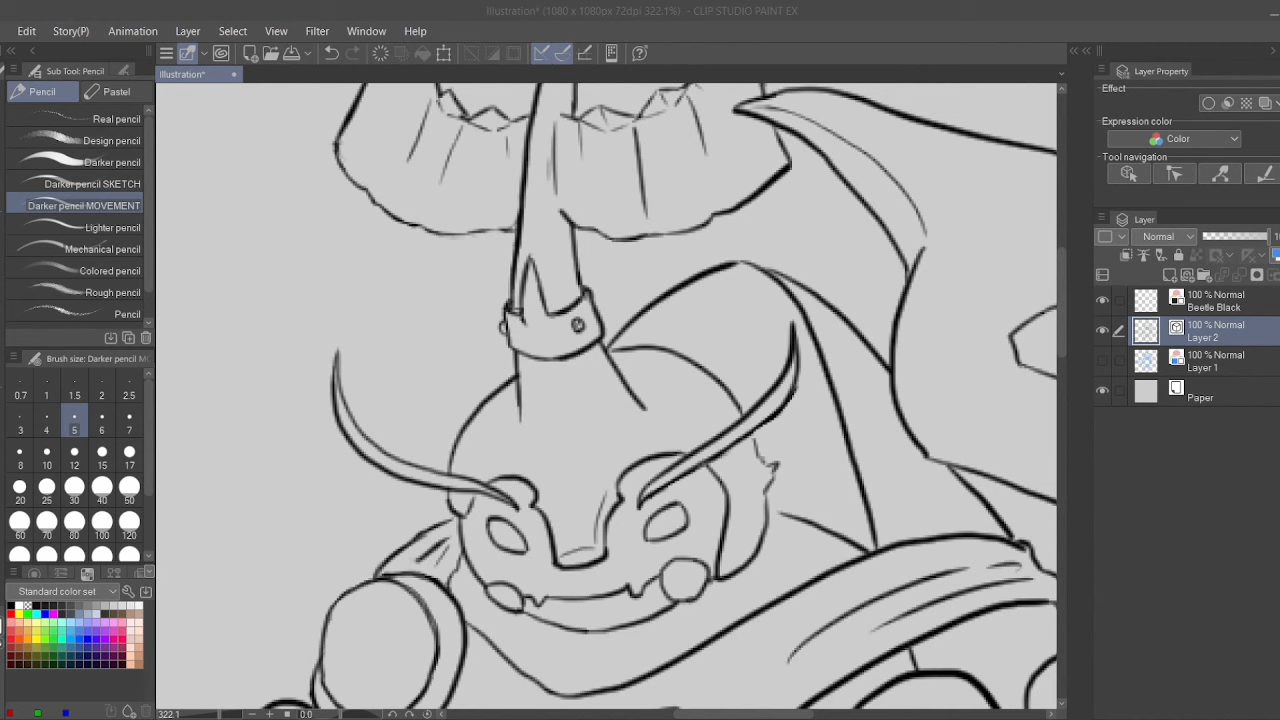 Illustration* (1080 x 1080px 72dpi 322.1%) - CLIP STUDIO PAINT EX
Edit Story(P) Animation Layer Select View Filter Window Help
Sub Tool: Pencil
Illustration*
Pencil Pastel
Real pencil
Design pencil
Darker pencil
Darker pencil SKETCH
Darker pencil MOVEMENT
Lighter pencil
Mechanical pencil
Colored pencil
Rough pencil
Pencil
Brush size: Darker pencil M
0.7 1 1.5 2 2.5
3 4 5 6 7
8 10 12 15 17
20 25 30 40 50
60 70 80 100 120
Standard color set
322.1 0.0
Layer Property
Effect
Expression color
Color
Tool navigation
Layer
Normal 10
100 % Normal
Beetle Black
100 % Normal
Layer 2
100 % Normal
Layer 1
Paper